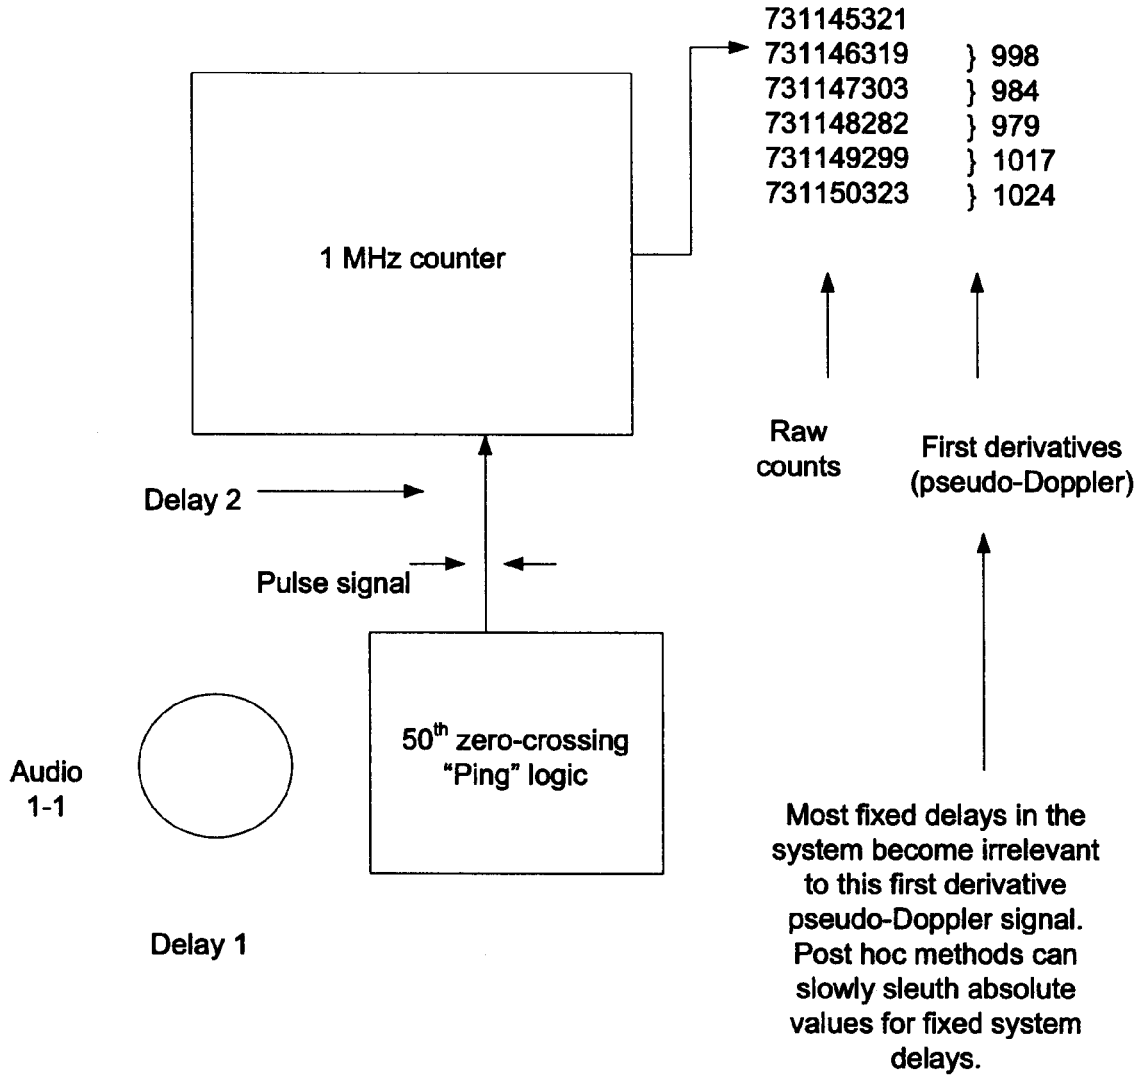 731145321
731146319 } 998
731147303 } 984
731148282 } 979
731149299 } 1017
731150323 } 1024
1 MHz counter
Raw
counts
First derivatives
(pseudo-Doppler)
Delay 2
Pulse signal
50th zero-crossing
“Ping” logic
Audio
1-1
Delay 1
Most fixed delays in the
system become irrelevant
to this first derivative
pseudo-Doppler signal.
Post hoc methods can
slowly sleuth absolute
values for fixed system
delays.